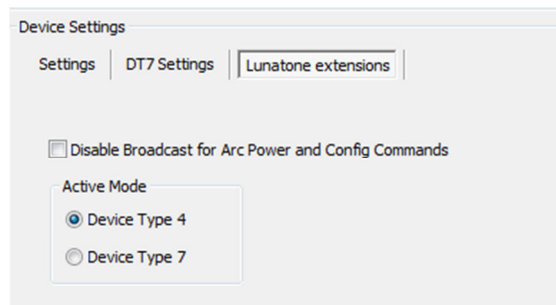 Device Settings
Settings DT7 Settings Lunatone extensions
Disable Broadcast for Arc Power and Config Commands
Active Mode
Device Type 4
Device Type 7